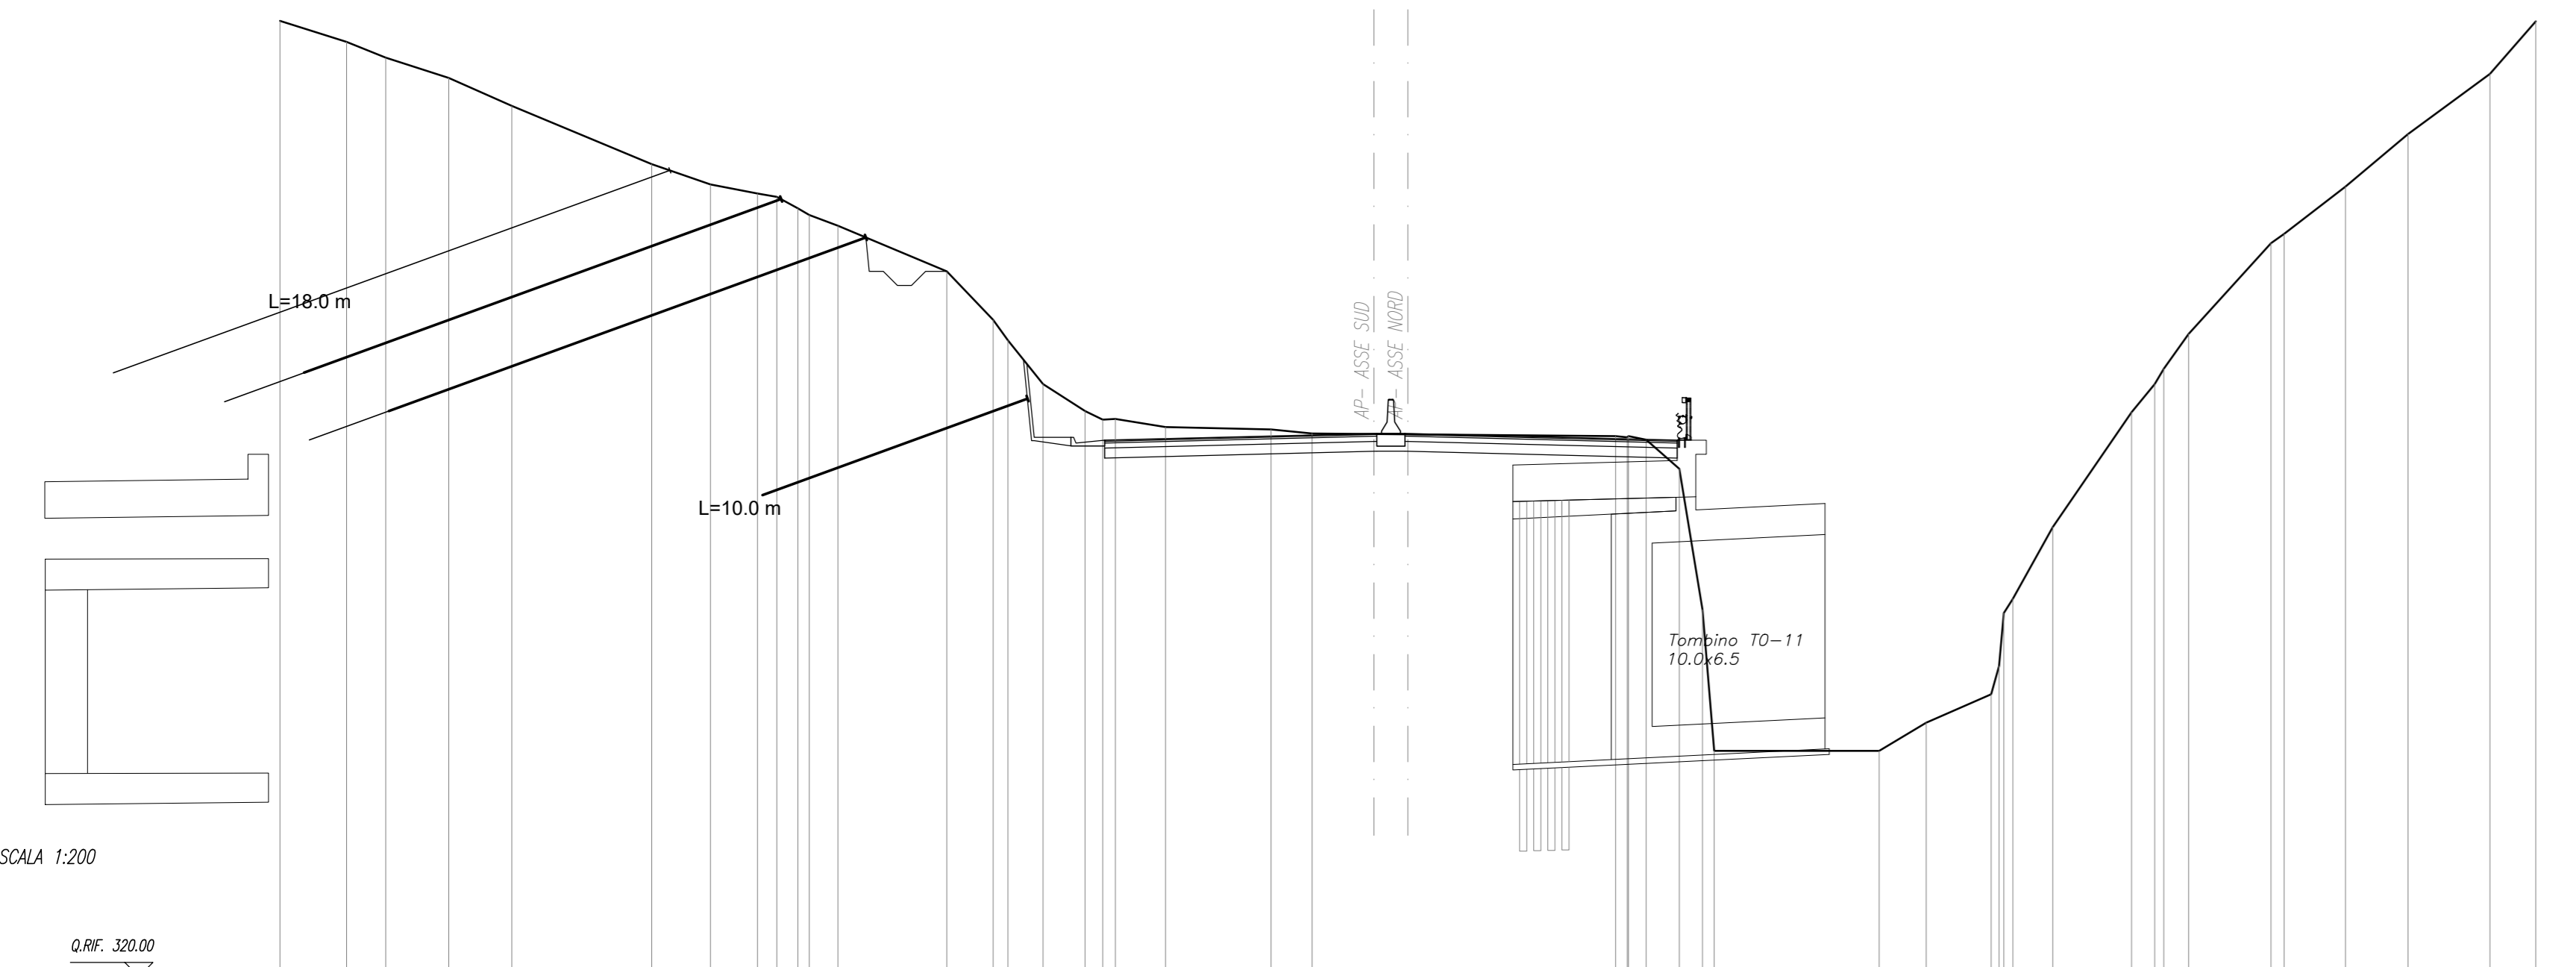 L=18.0 m
AP- ASSE SUD
AP- ASSE NORD
L=10.0 m
Tombino TO-11
10.0x6.5
SCALA 1:200
Q.RIF. 320.00